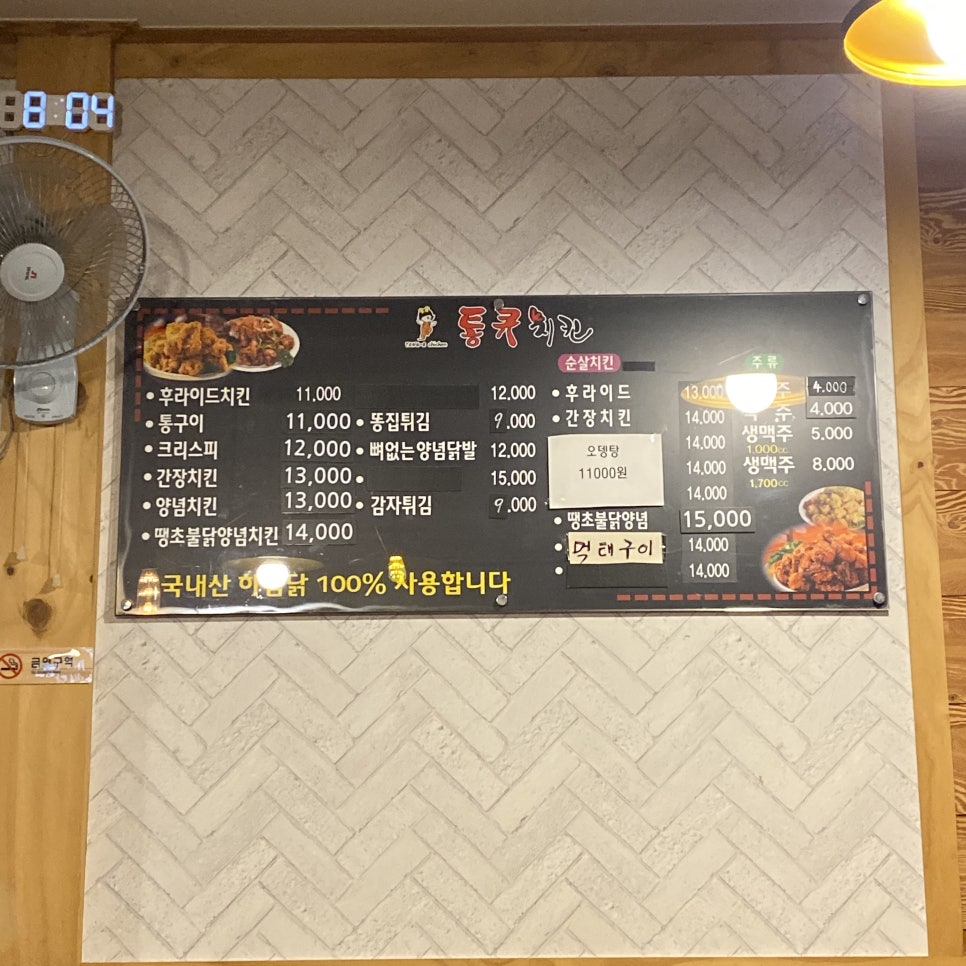 8:04
통큰치킨
순살치킨
주류
후라이드치킨 11,000
통구이 11,000
크리스피 12,000
간장치킨 13,000
양념치킨 13,000
땡초불닭양념치킨 14,000
12.000
똥집튀김 9.000
뼈없는양념닭발 12,000
15.000
감자튀김 9.000
후라이드 13,000
간장치킨 14,000
14,000
오뎅탕
11000원
14,000
14,000
땡초불닭양념 15,000
먹태구이 14,000
14,000
4.000
4,000
생맥주 5,000
1,000cc
생맥주 8,000
1,700cc
국내산 100% 사용합니다
금연구역